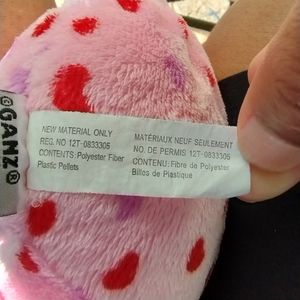 ©GANZ®
NEW MATERIAL ONLY
REG. NO 12T-0833305
CONTENTS: Polyester Fiber
Plastic Pellets
MATÉRIAUX NEUF SEULEMENT
NO. DE PERMIS 12T-0833305
CONTENU: Fibre de Polyester
Billes de Plastique